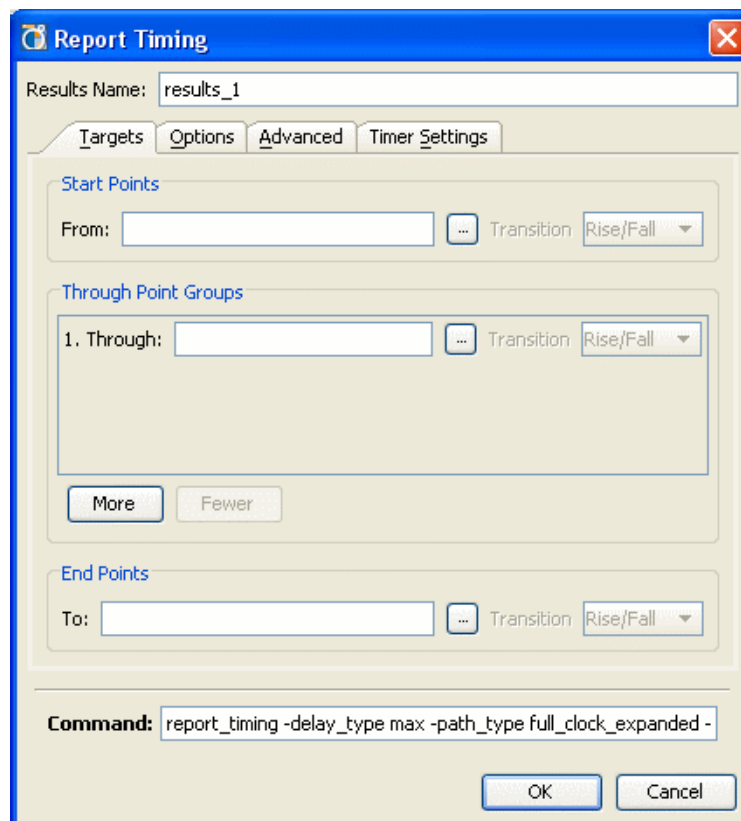 Report Timing
Results Name: results_1
Targets Options Advanced Timer Settings
Start Points
From: ... Transition Rise/Fall
Through Point Groups
1. Through: ... Transition Rise/Fall
More Fewer
End Points
To: ... Transition Rise/Fall
Command: report_timing -delay_type max -path_type full_clock_expanded -
OK Cancel